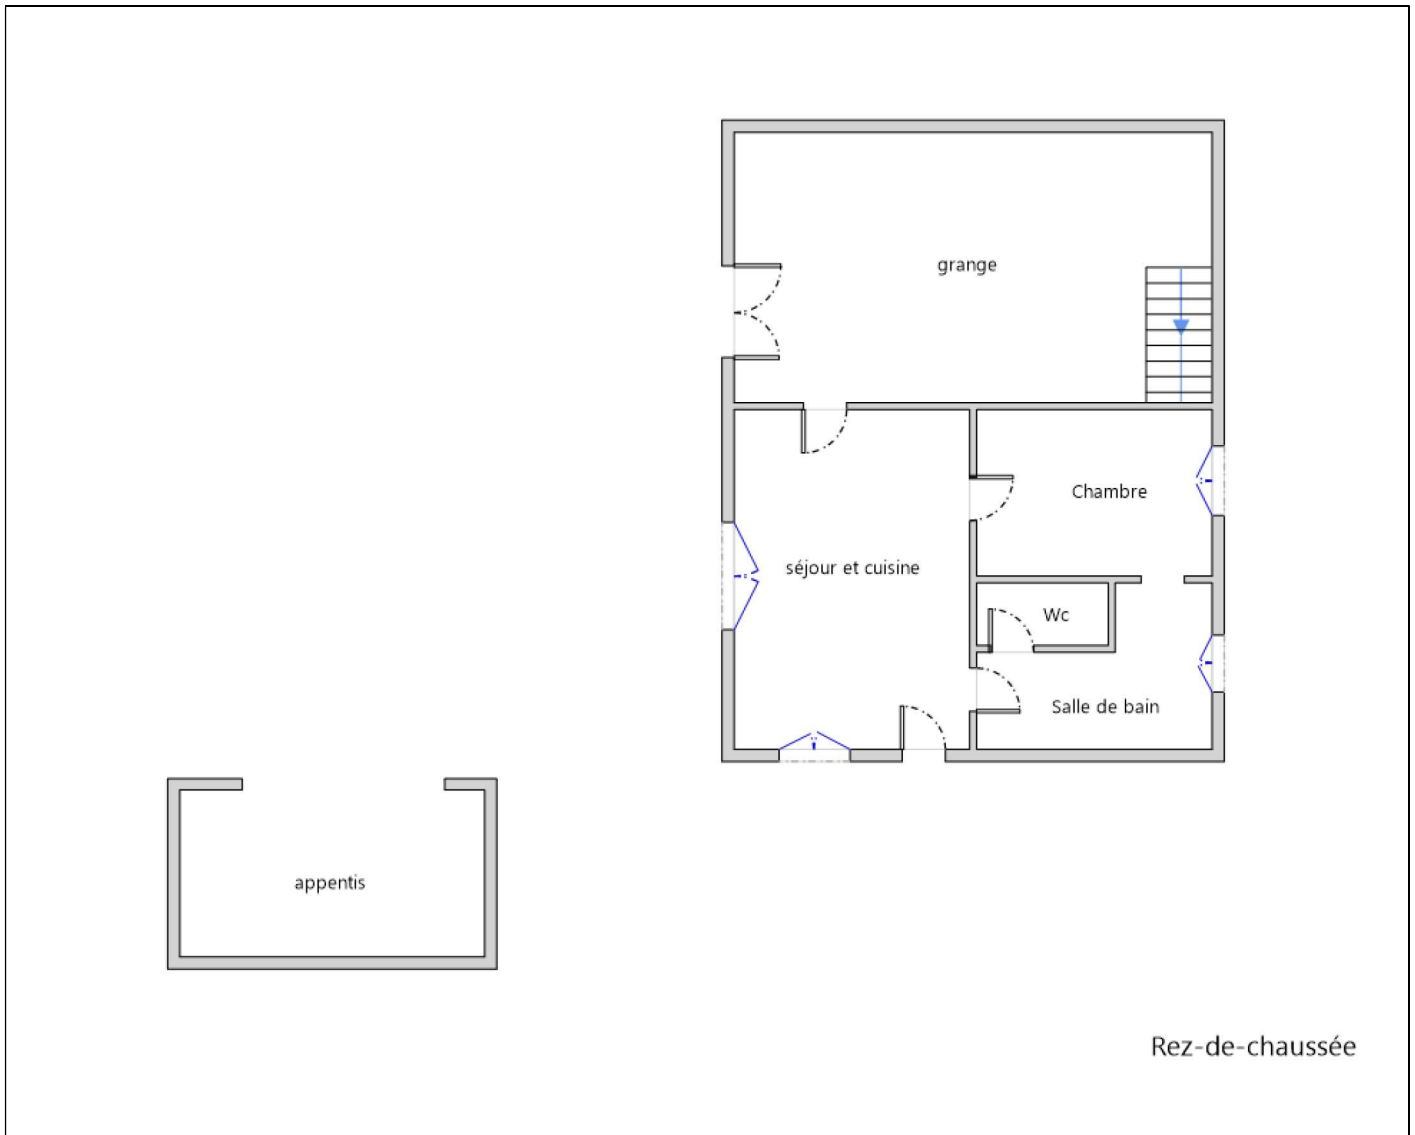 grange
Chambre
séjour et cuisine
Wc
Salle de bain
appentis
Rez-de-chaussée